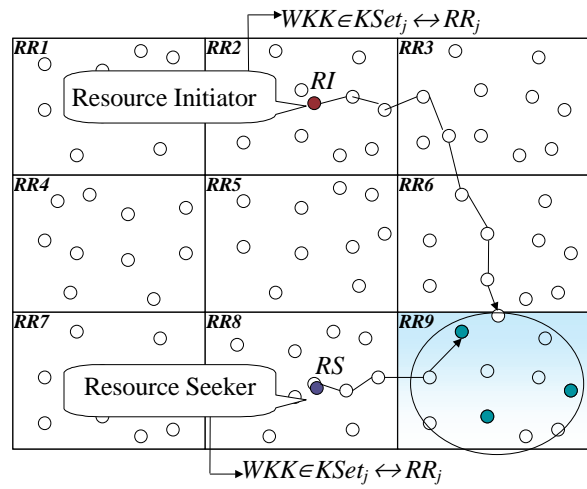 WKK∈KSetⱼ↔RRⱼ
RR1
RR2
RR3
RI
Resource Initiator
RR4
RR5
RR6
RR7
RR8
RR9
RS
Resource Seeker
WKK∈KSetⱼ↔RRⱼ